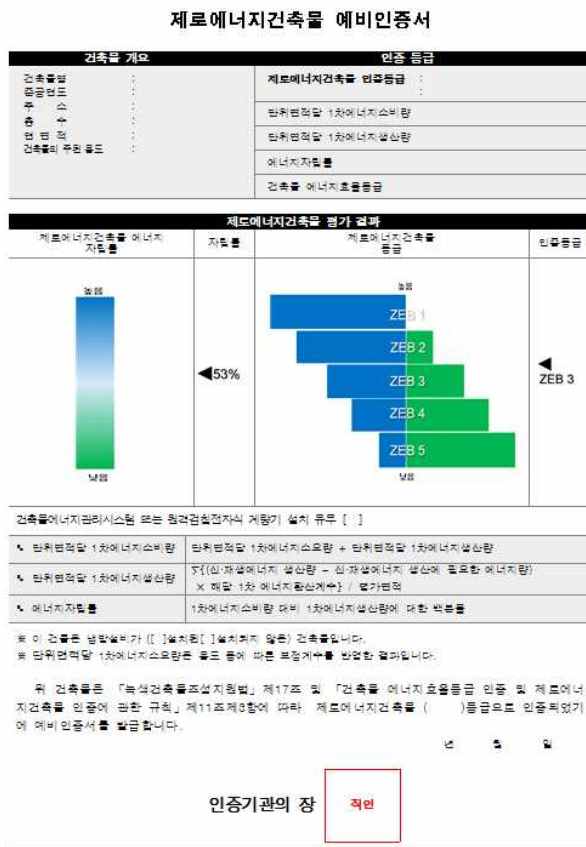 제로에너지건축물 예비인증서
건축물 개요
인증 등급
건축물명 :
준공연도 :
주 소 :
층 수 :
연 면 적 :
건축물의 주된 용도 :
제로에너지건축물 인증등급 :
:
단위면적당 1차에너지소비량
단위면적당 1차에너지생산량
에너지자립률
건축물 에너지효율등급
제로에너지건축물 평가 결과
제로에너지건축물 에너지
자립률
자립률
제로에너지건축물
등급
인증등급
높음
낮음
◀53%
높음
ZEB 1
ZEB 2
ZEB 3
ZEB 4
ZEB 5
낮음
◀
ZEB 3
건축물에너지관리시스템 또는 원격검침전자식 계량기 설치 유무 [ ]
단위면적당 1차에너지소비량
단위면적당 1차에너지소요량 + 단위면적당 1차에너지생산량
단위면적당 1차에너지생산량
∑{(신·재생에너지 생산량 - 신·재생에너지 생산에 필요한 에너지량)
× 해당 1차 에너지환산계수} / 평가면적
에너지자립률
1차에너지소비량 대비 1차에너지생산량에 대한 백분율
※ 이 건물은 냉방설비가 ([ ]설치된[ ]설치되지 않은) 건축물입니다.
※ 단위면적당 1차에너지소요량은 용도 등에 따른 보정계수를 반영한 결과입니다.
위 건축물은 「녹색건축물조성지원법」제17조 및 「건축물 에너지효율등급 인증 및 제로에너
지건축물 인증에 관한 규칙」제11조제3항에 따라 제로에너지건축물 ( )등급으로 인증되었기
에 예비인증서를 발급합니다.
년 월 일
인증기관의 장
직인